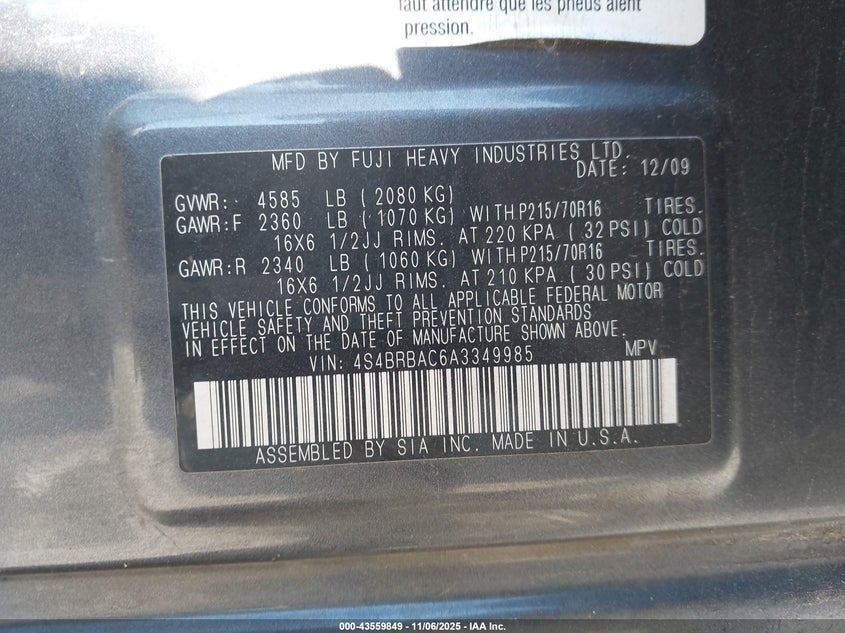 faut attendre que les pneus aient
pression.
MFD BY FUJI HEAVY INDUSTRIES LTD.
DATE: 12/09
GVWR: 4585 LB (2080 KG)
GAWR:F 2360 LB (1070 KG) WITH P215/70R16 TIRES.
16X6 1/2JJ RIMS. AT 220 KPA (32 PSI) COLD
GAWR:R 2340 LB (1060 KG) WITH P215/70R16 TIRES.
16X6 1/2JJ RIMS. AT 210 KPA (30 PSI) COLD
THIS VEHICLE CONFORMS TO ALL APPLICABLE FEDERAL MOTOR
VEHICLE SAFETY AND THEFT PREVENTION STANDARDS
IN EFFECT ON THE DATE OF MANUFACTURE SHOWN ABOVE.
VIN: 4S4BRBAC6A3349985 MPV
ASSEMBLED BY SIA INC. MADE IN U.S.A.
000-43559849 - 11/06/2025 - IAA Inc.